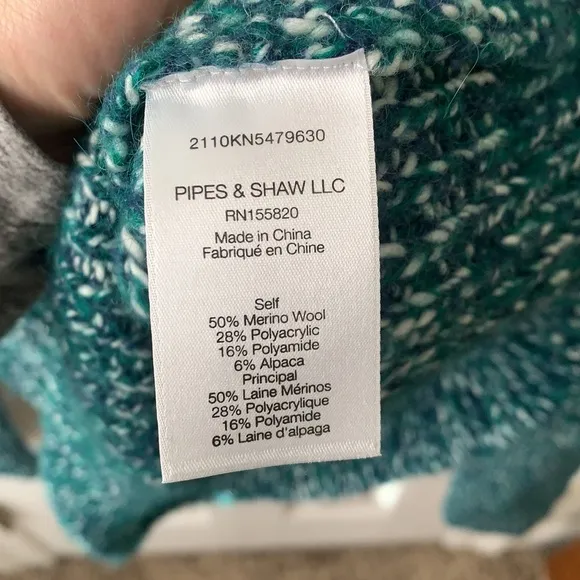 2110KN5479630
PIPES & SHAW LLC
RN155820
Made in China
Fabriqué en Chine
Self
50% Merino Wool
28% Polyacrylic
16% Polyamide
6% Alpaca
Principal
50% Laine Mérinos
28% Polyacrylique
16% Polyamide
6% Laine d'alpaga